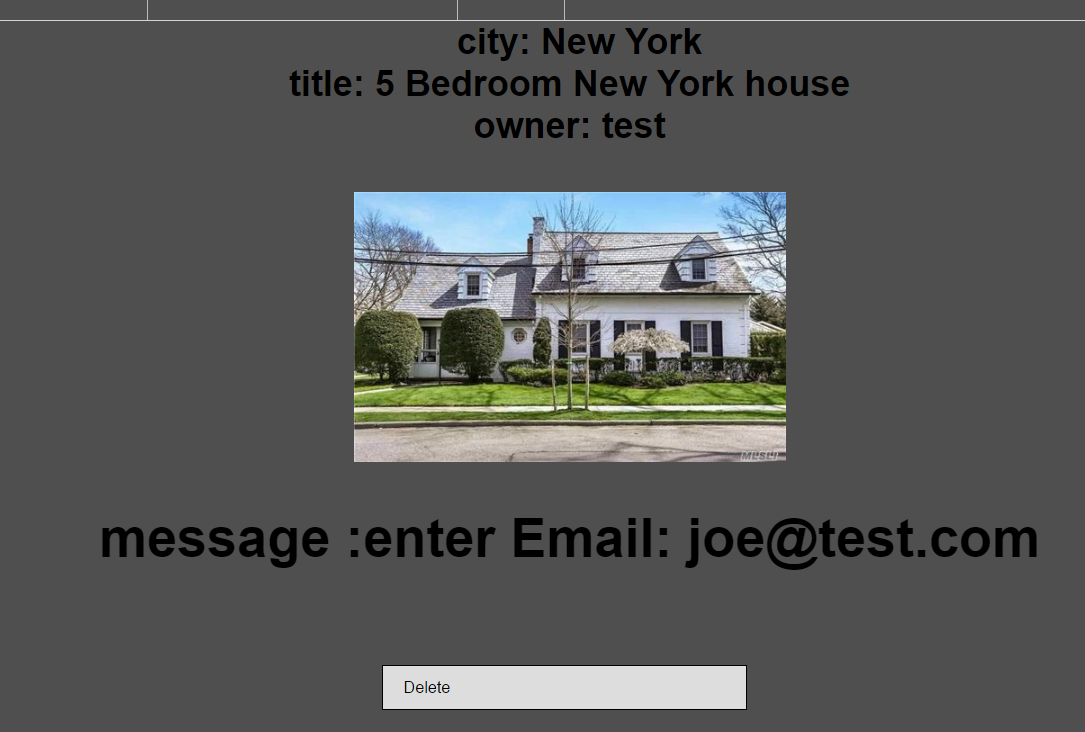 city: New York
title: 5 Bedroom New York house
owner: test
message :enter Email: joe@test.com
Delete